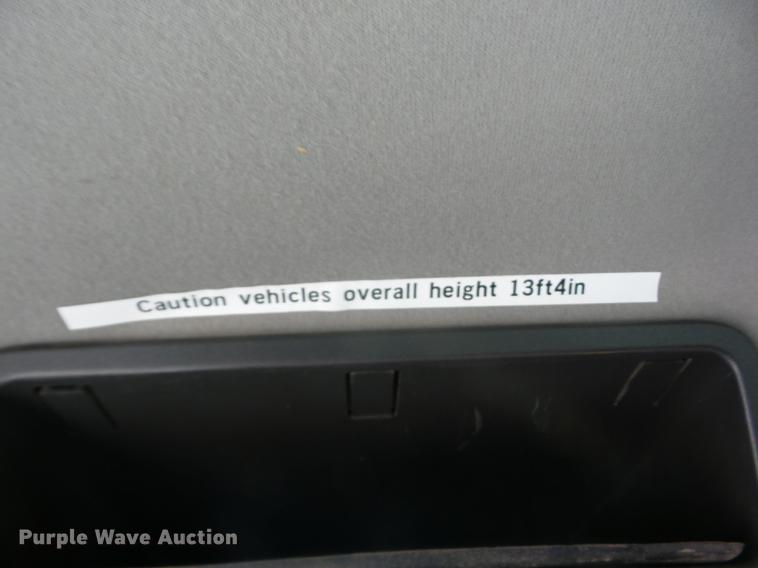 Caution vehicles overall height 13ft4in
Purple Wave Auction